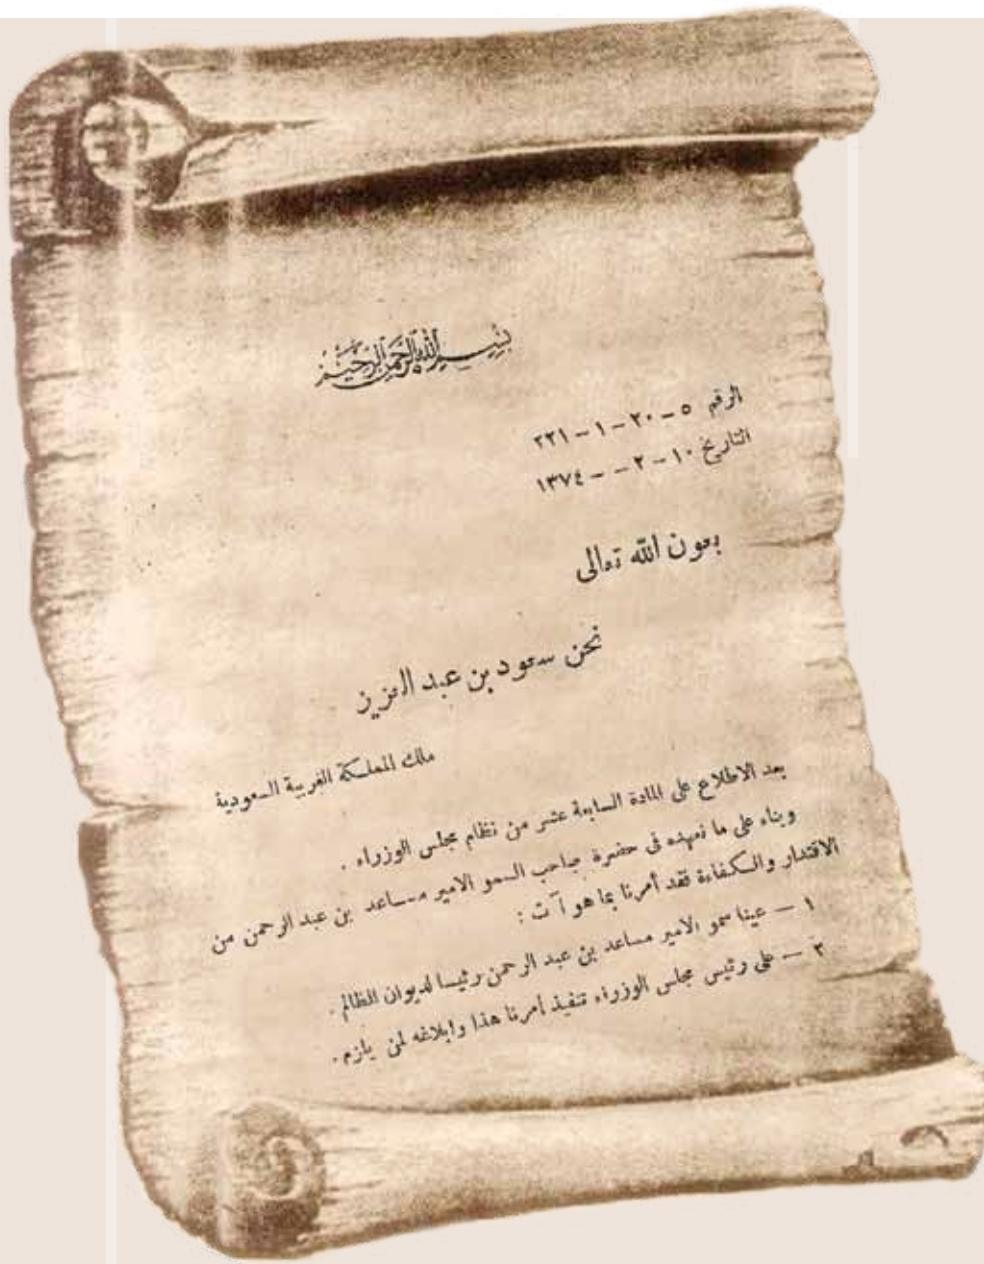 بسم الله الرحمن الرحيم
الرقم ٥ - ٢٠ - ١ - ٢٢١
التاريخ ١٠ - ٢ - - ١٣٧٤
بعون الله تعالى
نحن سعود بن عبد العزيز
ملك المملكة العربية السعودية
بعد الاطلاع على المادة السابعة عشر من نظام مجلس الوزراء .
وبناء على ما نعهده فى حضرة صاحب السمو الامير مساعد بن عبد الرحمن من
الاقتدار والكفاءة فقد أمرنا بما هو آت :
١ — عينا سمو الامير مساعد بن عبد الرحمن رئيسا لديوان المظالم .
٢ — على رئيس مجلس الوزراء تنفيذ أمرنا هذا وابلاغه لمن يلزم .